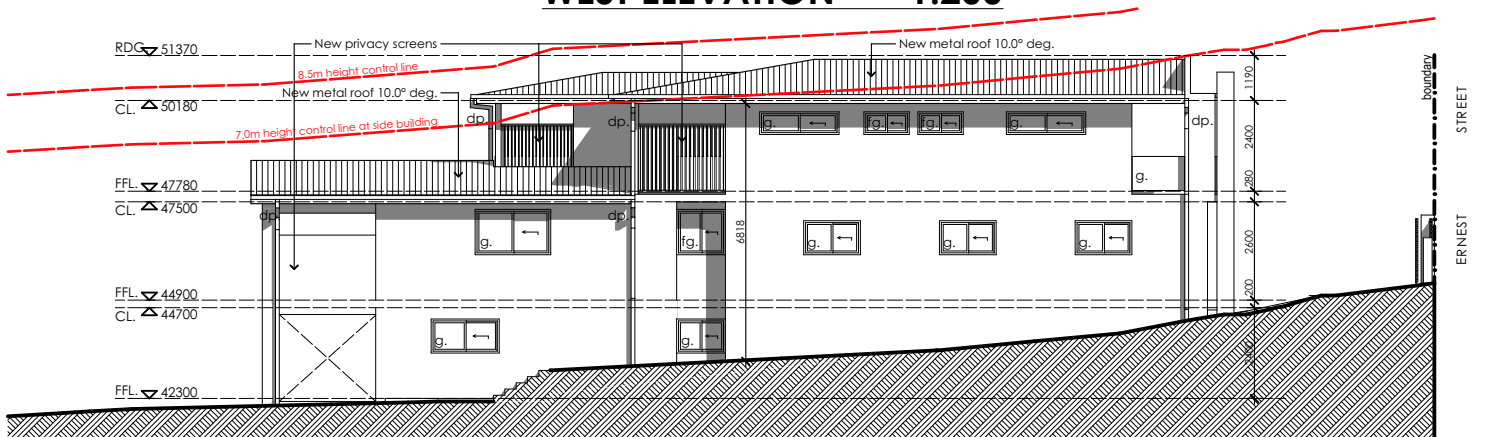 WEST ELEVATION 1:200
RDG 51370
New privacy screens
New metal roof 10.0° deg.
8.5m height control line
New metal roof 10.0° deg.
CL. 50180
7.0m height control line at side building
dp.
dp.
g.
fg.
fg.
g.
dp.
1190
2400
280
boundary
STREET
FFL. 47780
CL. 47500
g.
dp.
dp.
g.
fg.
6818
g.
g.
g.
2600
200
ERNEST
FFL. 44900
CL. 44700
g.
g.
2400
FFL. 42300